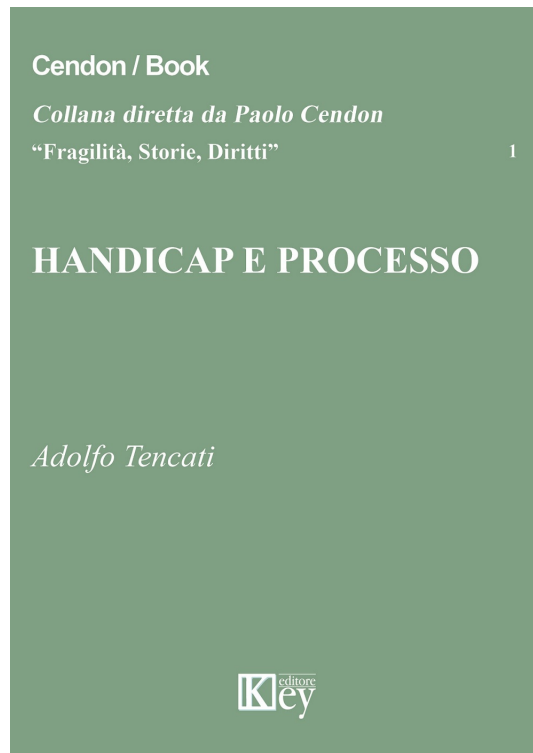 Cendon / Book
Collana diretta da Paolo Cendon
“Fragilità, Storie, Diritti” 1
HANDICAP E PROCESSO
Adolfo Tencati
Key editore